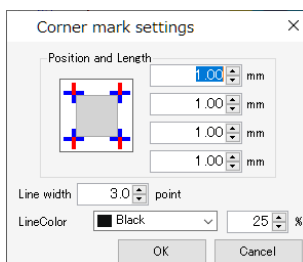 Corner mark settings
Position and Length
1.00 mm
1.00 mm
1.00 mm
1.00 mm
Line width 3.0 point
LineColor Black 25 %
OK Cancel